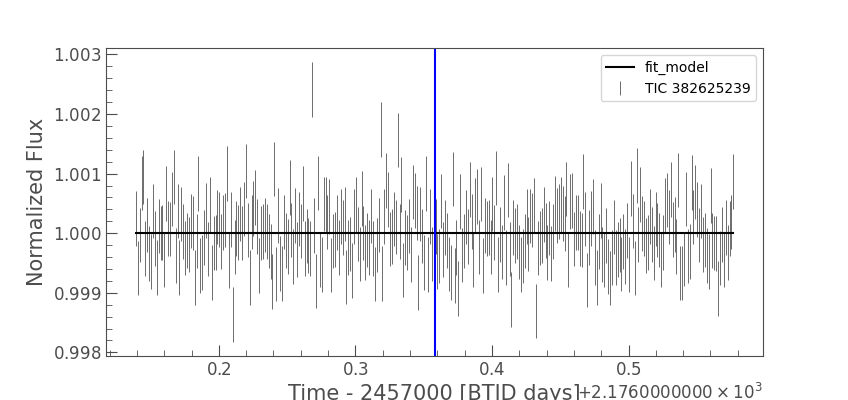 1.003
1.002
1.001
1.000
0.999
0.998
Normalized Flux
fit_model
TIC 382625239
0.2
0.3
0.4
0.5
Time - 2457000 [BTJD days]
+2.1760000000 × 10³